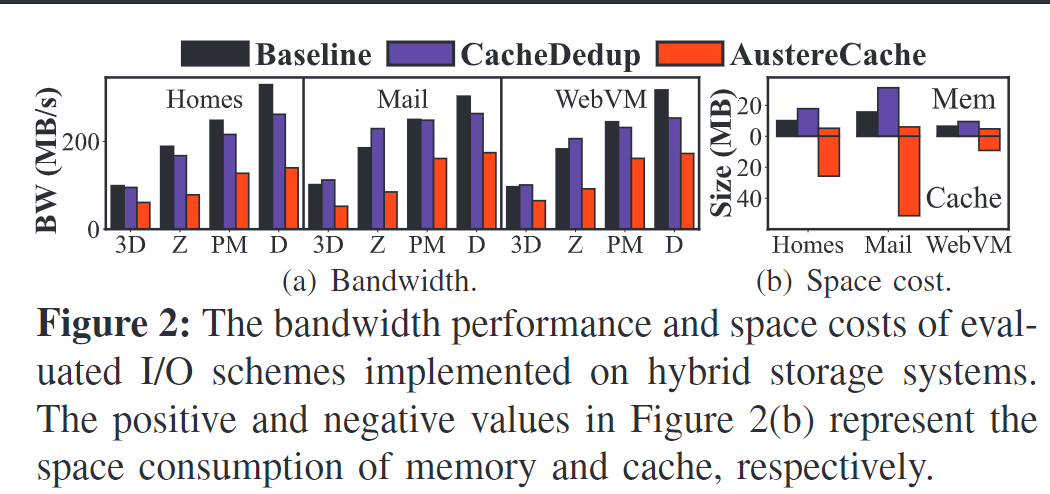 Baseline CacheDedup AustereCache
BW (MB/s)
200
0
Homes
Mail
WebVM
3D Z PM D 3D Z PM D 3D Z PM D
(a) Bandwidth.
Size (MB)
20
0
20
40
Mem
Cache
Homes Mail WebVM
(b) Space cost.
Figure 2: The bandwidth performance and space costs of eval-
uated I/O schemes implemented on hybrid storage systems.
The positive and negative values in Figure 2(b) represent the
space consumption of memory and cache, respectively.